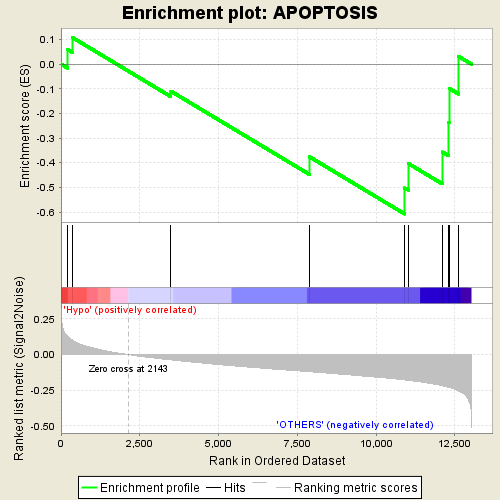 Enrichment plot: APOPTOSIS
Enrichment score (ES)
0.1
0.0
-0.1
-0.2
-0.3
-0.4
-0.5
-0.6
Ranked list metric (Signal2Noise)
'Hypo' (positively correlated)
0.25
0.00
-0.25
-0.50
Zero cross at 2143
'OTHERS' (negatively correlated)
0 2,500 5,000 7,500 10,000 12,500
Rank in Ordered Dataset
Enrichment profile Hits Ranking metric scores